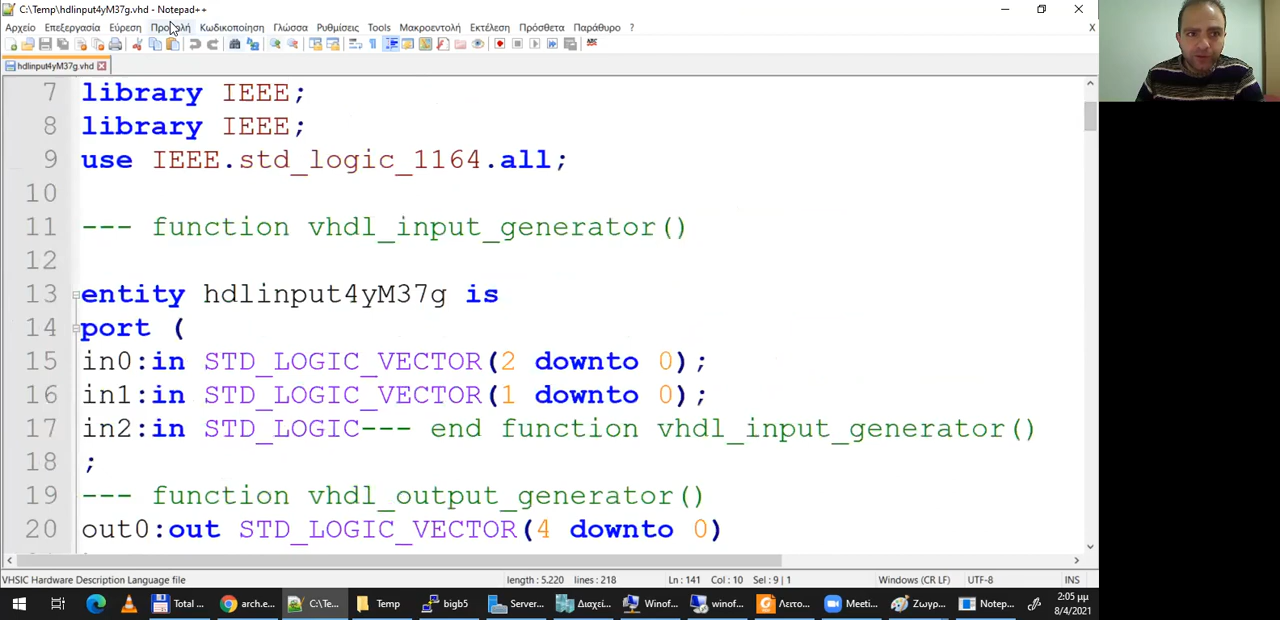 C:\Temp\hdlinput4yM37g.vhd - Notepad++
Αρχείο Επεξεργασία Εύρεση Προβολή Κωδικοποίηση Γλώσσα Ρυθμίσεις Tools Μακροεντολή Εκτέλεση Πρόσθετα Παράθυρο ? X
hdlinput4yM37g.vhd
7 library IEEE;
8 library IEEE;
9 use IEEE.std_logic_1164.all;
10
11 --- function vhdl_input_generator()
12
13 entity hdlinput4yM37g is
14 port (
15 in0:in STD_LOGIC_VECTOR(2 downto 0);
16 in1:in STD_LOGIC_VECTOR(1 downto 0);
17 in2:in STD_LOGIC--- end function vhdl_input_generator()
18 ;
19 --- function vhdl_output_generator()
20 out0:out STD_LOGIC_VECTOR(4 downto 0)
VHSIC Hardware Description Language file length : 5.220 lines : 218 Ln : 141 Col : 10 Sel : 9 | 1 Windows (CR LF) UTF-8 INS
Total ... arch.e... C:\Te... Temp bigb5 Server... Διαχεί... Winof... winof... Λειτο... Meeti... Ζωγρ... Notep... 2:05 μμ
8/4/2021